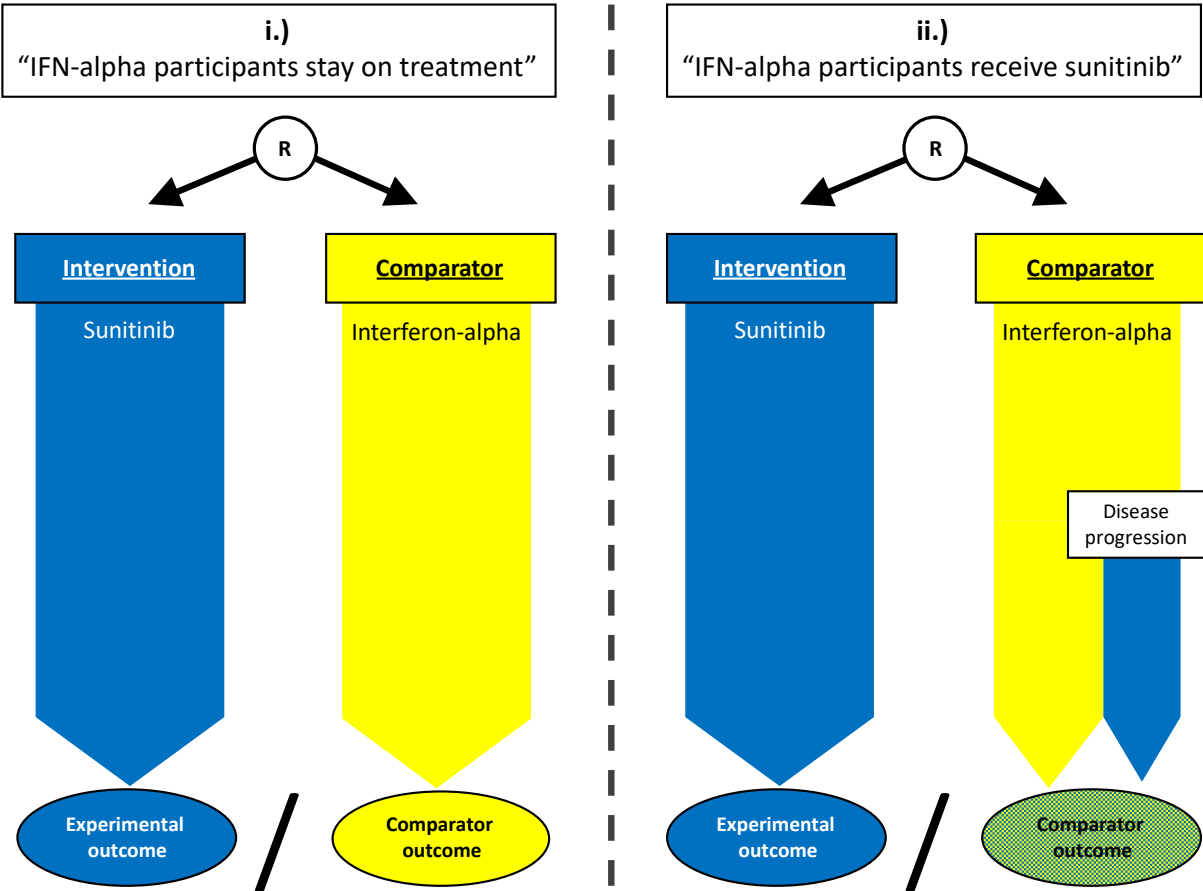 i.)
“IFN-alpha participants stay on treatment”
R
Intervention
Comparator
Sunitinib
Interferon-alpha
Experimental
outcome
Comparator
outcome
ii.)
“IFN-alpha participants receive sunitinib”
R
Intervention
Comparator
Sunitinib
Interferon-alpha
Disease
progression
Experimental
outcome
Comparator
outcome